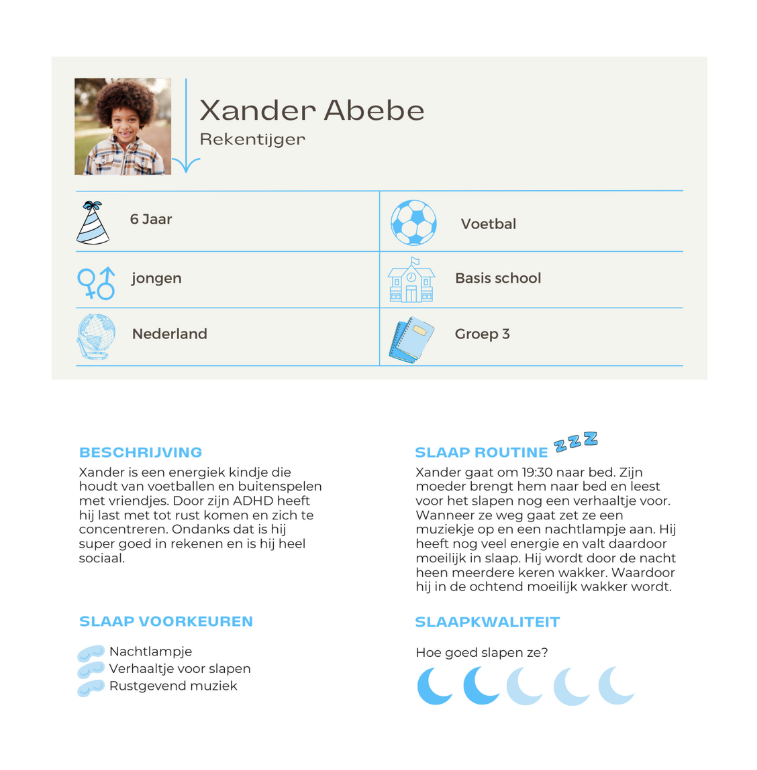 Xander Abebe
Rekentijger
6 Jaar
Voetbal
jongen
Basis school
Nederland
Groep 3
BESCHRIJVING
Xander is een energiek kindje die
houdt van voetballen en buitenspelen
met vriendjes. Door zijn ADHD heeft
hij last met tot rust komen en zich te
concentreren. Ondanks dat is hij
super goed in rekenen en is hij heel
sociaal.
SLAAP ROUTINE
ZZZ
Xander gaat om 19:30 naar bed. Zijn
moeder brengt hem naar bed en leest
voor het slapen nog een verhaaltje voor.
Wanneer ze weg gaat zet ze een
muziekje op en een nachtlampje aan. Hij
heeft nog veel energie en valt daardoor
moeilijk in slaap. Hij wordt door de nacht
heen meerdere keren wakker. Waardoor
hij in de ochtend moeilijk wakker wordt.
SLAAP VOORKEUREN
Nachtlampje
Verhaaltje voor slapen
Rustgevend muziek
SLAAPKWALITEIT
Hoe goed slapen ze?